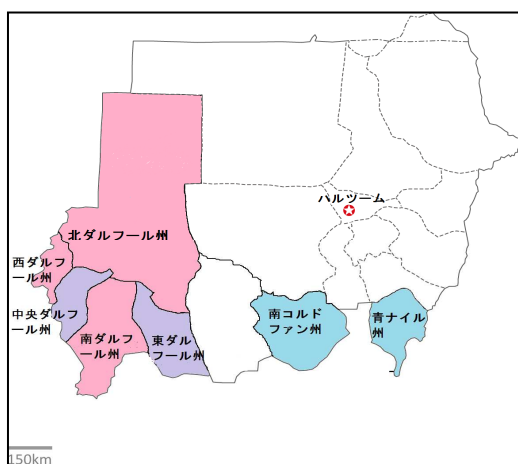 ハルツーム
北ダルフール州
西ダルフ
ール州
中央ダルフ
ール州
南ダルフ
ール州
東ダル
フール州
南コルド
ファン州
青ナイル
州
150km